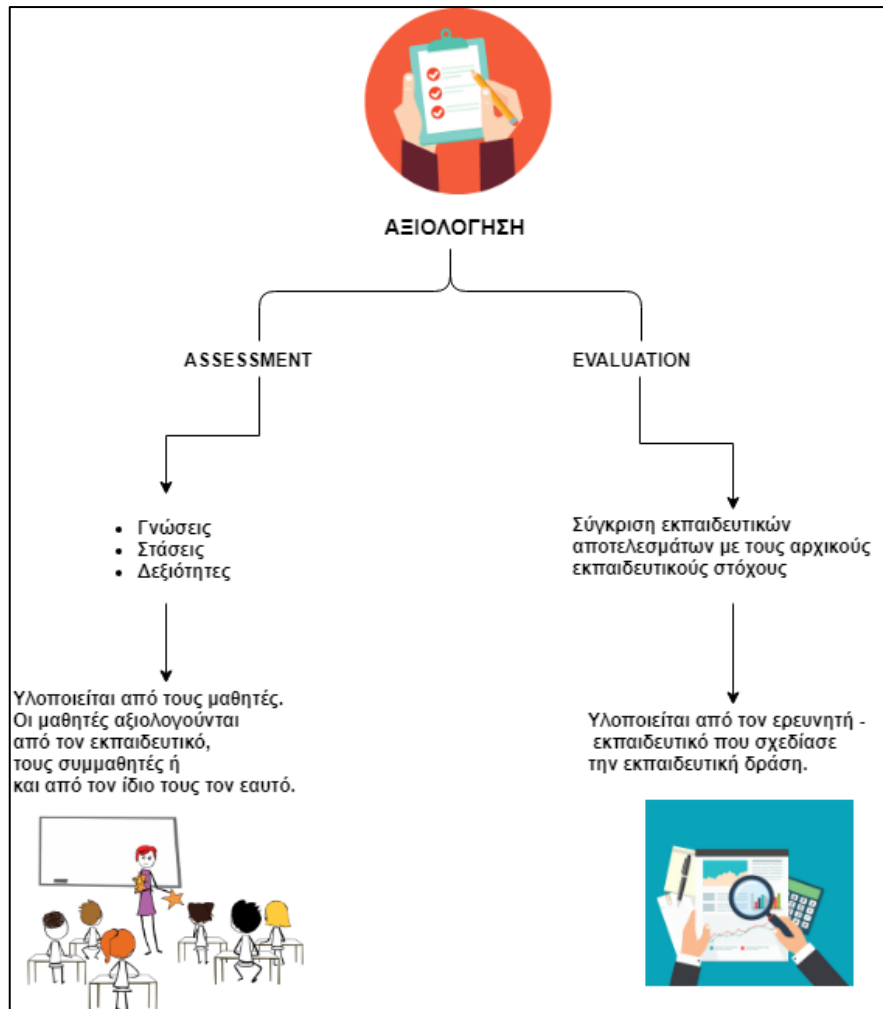 ΑΞΙΟΛΟΓΗΣΗ
ASSESSMENT
EVALUATION
• Γνώσεις
• Στάσεις
• Δεξιότητες
Σύγκριση εκπαιδευτικών
αποτελεσμάτων με τους αρχικούς
εκπαιδευτικούς στόχους
Υλοποιείται από τους μαθητές.
Οι μαθητές αξιολογούνται
από τον εκπαιδευτικό,
τους συμμαθητές ή
και από τον ίδιο τους τον εαυτό.
Υλοποιείται από τον ερευνητή -
εκπαιδευτικό που σχεδίασε
την εκπαιδευτική δράση.